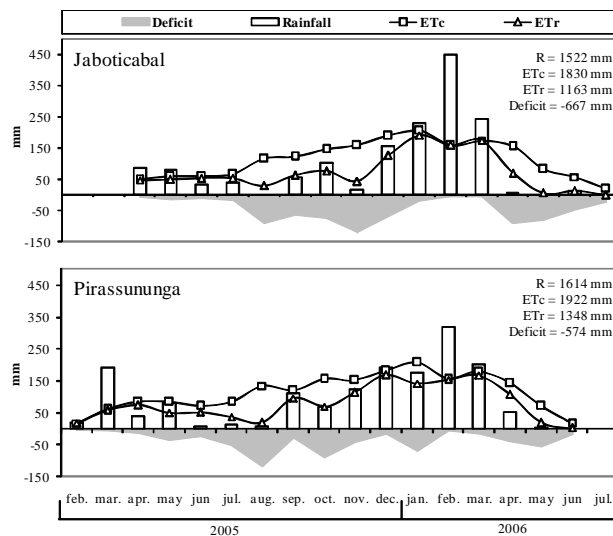 Deficit Rainfall ETc ETr
Jaboticabal
R = 1522 mm
ETc = 1830 mm
ETr = 1163 mm
Deficit = -667 mm
mm
450
350
250
150
50
-50
-150
Pirassununga
R = 1614 mm
ETc = 1922 mm
ETr = 1348 mm
Deficit = -574 mm
mm
450
350
250
150
50
-50
-150
feb. mar. apr. may jun jul. aug. sep. oct. nov. dec. jan. feb. mar. apr. may jun jul.
2005 2006